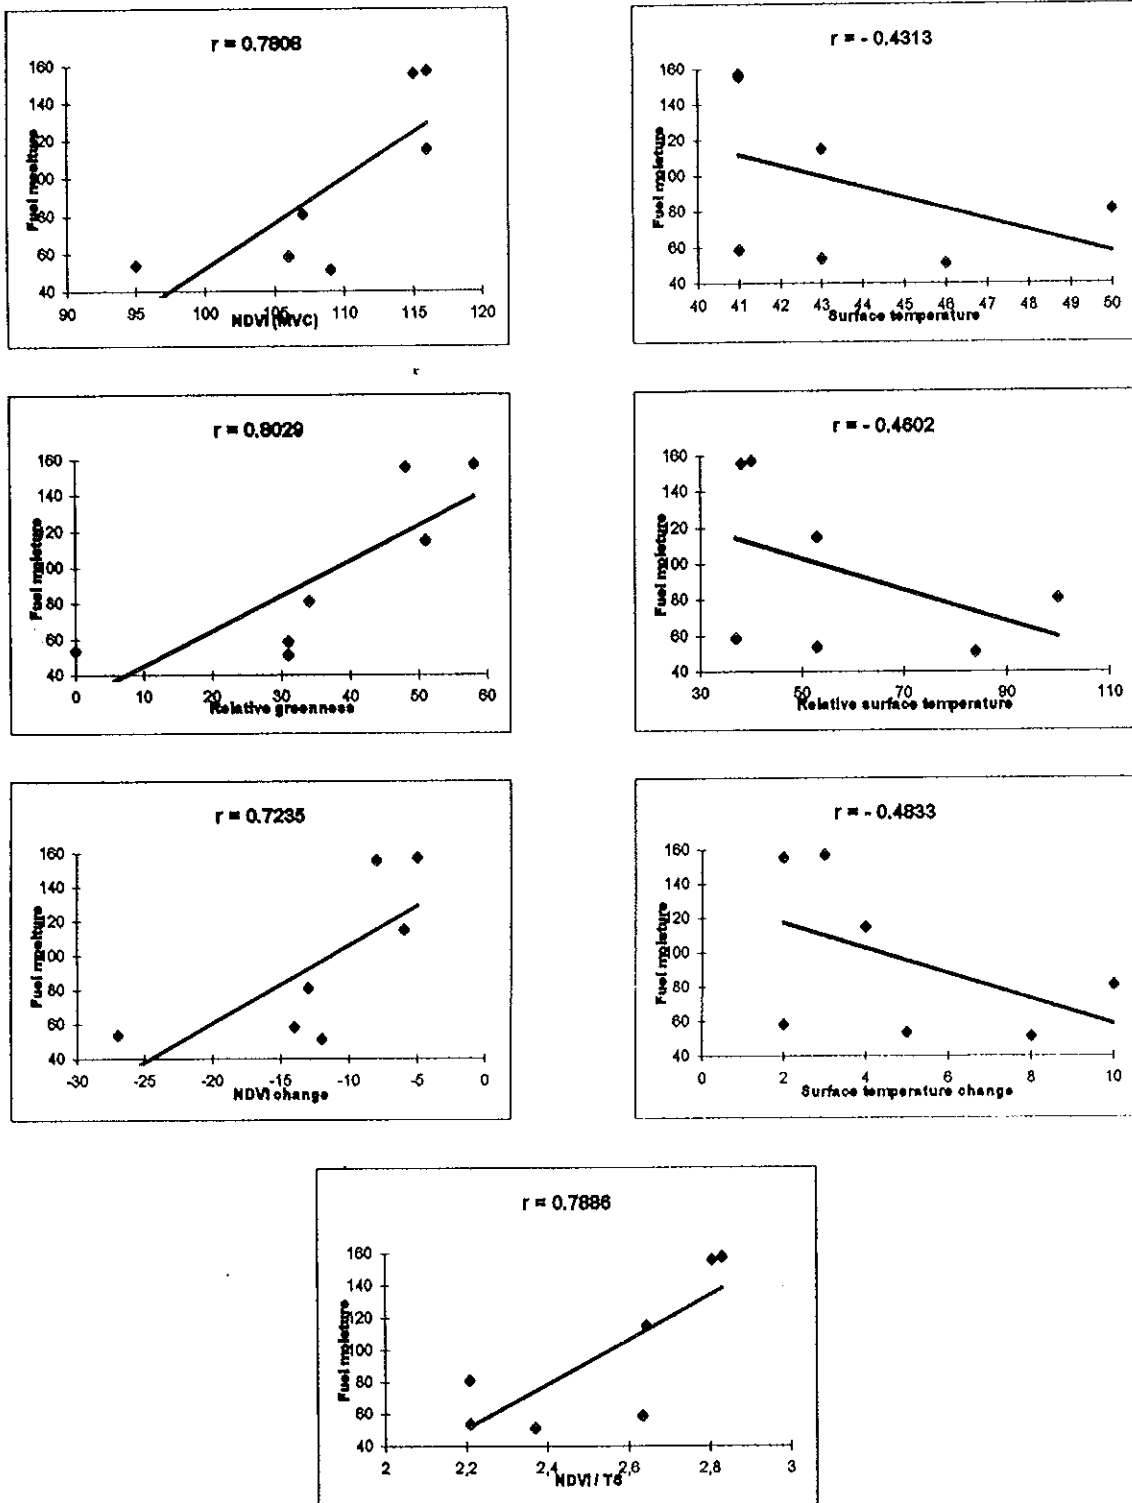 r = 0.7808
160
140
120
100
80
60
40
Fuel moisture
90 95 100 105 110 115 120
NDVI (MVC)
r = - 0.4313
160
140
120
100
80
60
40
Fuel moisture
40 41 42 43 44 45 46 47 48 49 50
Surface temperature
r = 0.8029
160
140
120
100
80
60
40
Fuel moisture
0 10 20 30 40 50 60
Relative greenness
r = - 0.4602
160
140
120
100
80
60
40
Fuel moisture
30 50 70 90 110
Relative surface temperature
r = 0.7235
160
140
120
100
80
60
40
Fuel moisture
-30 -25 -20 -15 -10 -5 0
NDVI change
r = - 0.4833
160
140
120
100
80
60
40
Fuel moisture
0 2 4 6 8 10
Surface temperature change
r = 0.7886
160
140
120
100
80
60
40
Fuel moisture
2 2,2 2,4 2,6 2,8 3
NDVI /